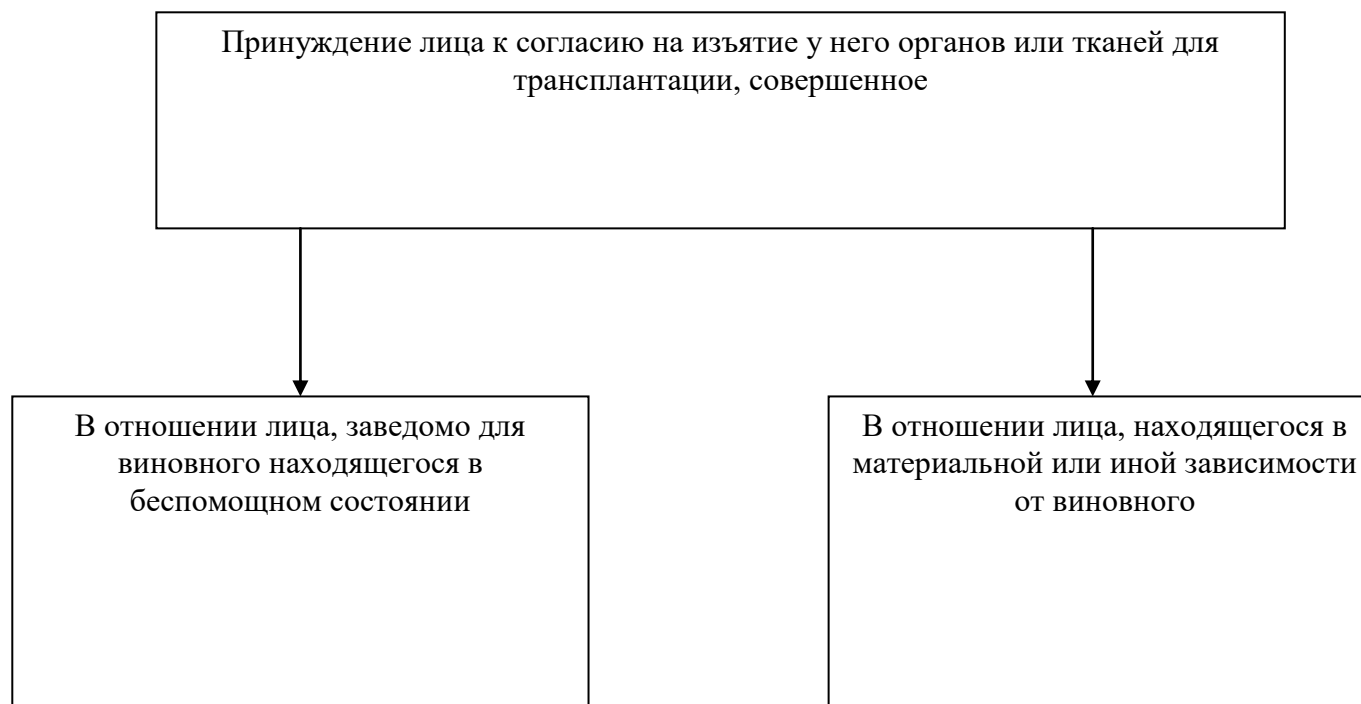 Принуждение лица к согласию на изъятие у него органов или тканей для
трансплантации, совершенное
В отношении лица, заведомо для
виновного находящегося в
беспомощном состоянии
В отношении лица, находящегося в
материальной или иной зависимости
от виновного